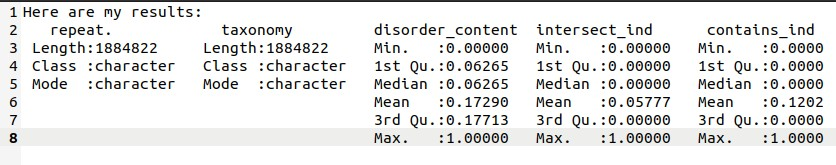 1 Here are my results:
2    repeat.             taxonomy          disorder_content  intersect_ind      contains_ind
3  Length:1884822     Length:1884822     Min.   :0.00000  Min.   :0.00000   Min.   :0.0000
4  Class :character   Class :character   1st Qu.:0.06265  1st Qu.:0.00000   1st Qu.:0.0000
5  Mode  :character   Mode  :character   Median :0.06265  Median :0.00000   Median :0.0000
6                                        Mean   :0.17290  Mean   :0.05777   Mean   :0.1202
7                                        3rd Qu.:0.17713  3rd Qu.:0.00000   3rd Qu.:0.0000
8                                        Max.   :1.00000  Max.   :1.00000   Max.   :1.0000